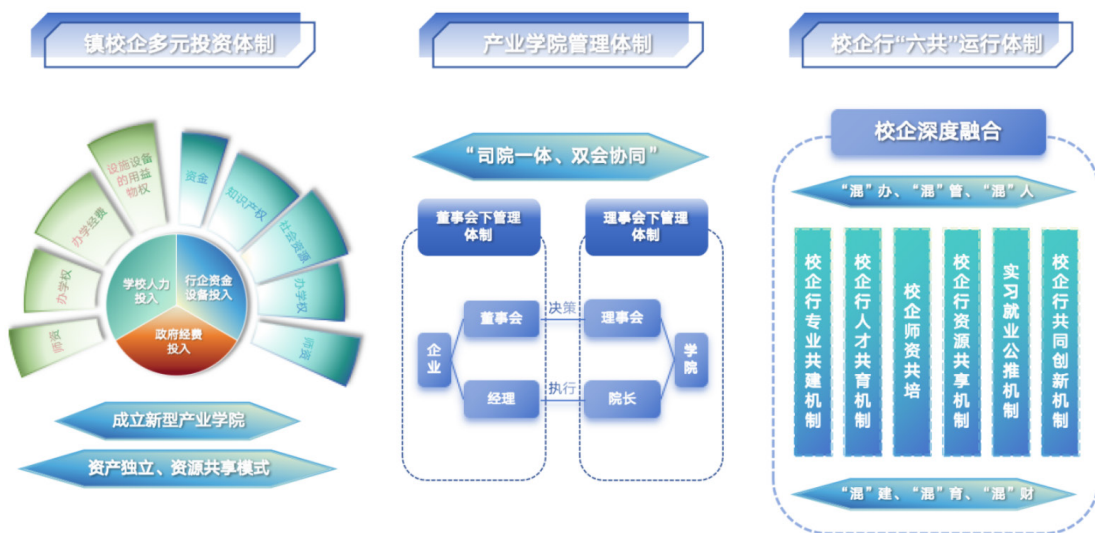 镇校企多元投资体制
设施设备
的用益
物权
办学经费
办学权
师资
资金
知识产权
社会资源
办学权
师资
学校人力
投入
行企资金
设备投入
政府经费
投入
成立新型产业学院
资产独立、资源共享模式
产业学院管理体制
“司院一体、双会协同”
董事会下管理
体制
理事会下管理
体制
董事会
决策
理事会
企业
学院
经理
执行
院长
校企行“六共”运行体制
校企深度融合
“混”办、“混”管、“混”人
校企行专业共建机制
校企行人才共育机制
校企师资共培
校企行资源共享机制
实习就业公推机制
校企行共同创新机制
“混”建、“混”育、“混”财